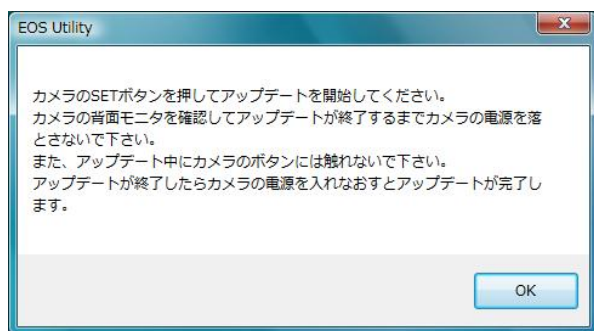 EOS Utility
カメラのSETボタンを押してアップデートを開始してください。
カメラの背面モニタを確認してアップデートが終了するまでカメラの電源を落
とさないで下さい。
また、アップデート中にカメラのボタンには触れないで下さい。
アップデートが終了したらカメラの電源を入れなおすとアップデートが完了し
ます。
OK